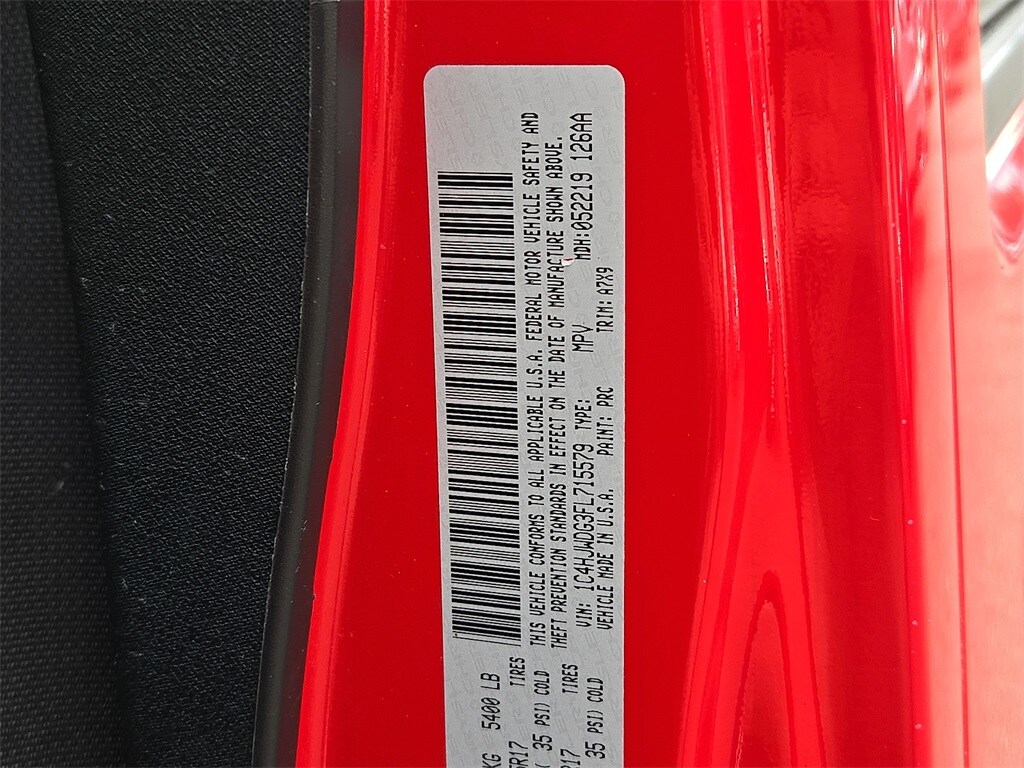 KG 5400 LB
5R17 TIRES
35 PSI) COLD THIS VEHICLE CONFORMS TO ALL APPLICABLE U.S.A. FEDERAL MOTOR VEHICLE SAFETY AND
THEFT PREVENTION STANDARDS IN EFFECT ON THE DATE OF MANUFACTURE SHOWN ABOVE.
R17 TIRES VIN: 1C4HJWDG3FL715579 TYPE: MPV MDH:052219 126AA
35 PSI) COLD VEHICLE MADE IN U.S.A. PAINT: PRC TRIM: A7X9